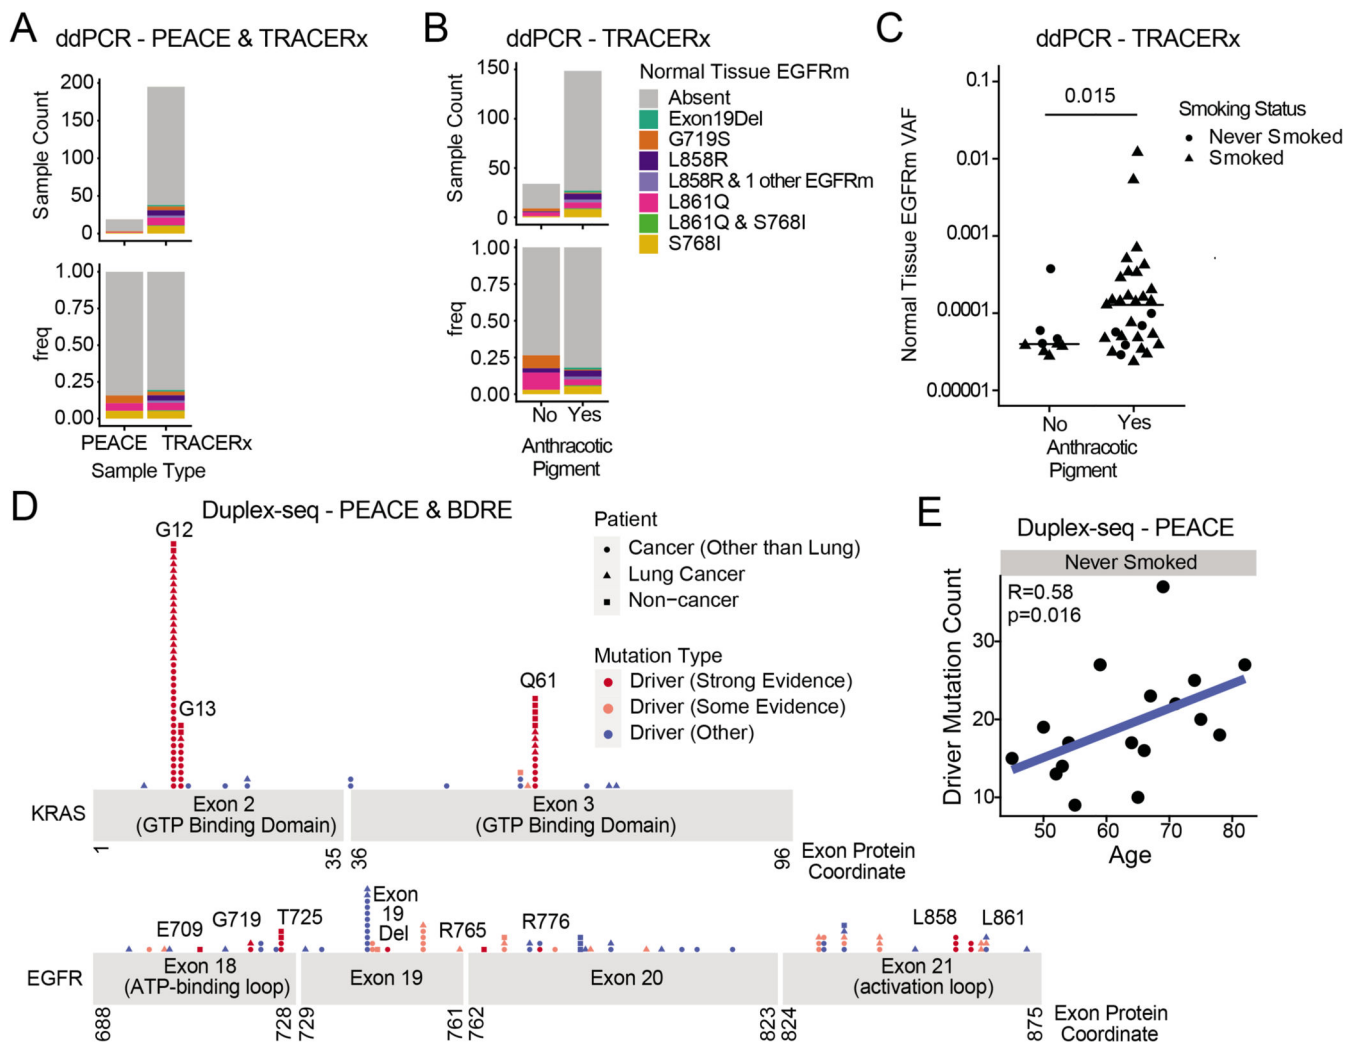 A
ddPCR - PEACE & TRACERx
200
150
100
50
0
Sample Count
1.00
0.75
0.50
0.25
0.00
freq
PEACE
TRACERx
Sample Type
B
ddPCR - TRACERx
150
100
50
0
Sample Count
1.00
0.75
0.50
0.25
0.00
freq
No
Yes
Anthracotic
Pigment
Normal Tissue EGFRm
Absent
Exon19Del
G719S
L858R
L858R & 1 other EGFRm
L861Q
L861Q & S768I
S768I
C
ddPCR - TRACERx
0.1
0.01
0.001
0.0001
0.00001
Normal Tissue EGFRm VAF
0.015
No
Yes
Anthracotic
Pigment
Smoking Status
Never Smoked
Smoked
D
Duplex-seq - PEACE & BDRE
Patient
Cancer (Other than Lung)
Lung Cancer
Non-cancer
Mutation Type
Driver (Strong Evidence)
Driver (Some Evidence)
Driver (Other)
G12
G13
Q61
KRAS
Exon 2
(GTP Binding Domain)
Exon 3
(GTP Binding Domain)
1
35
36
96
Exon Protein
Coordinate
E709
G719
T725
Exon
19
Del
R765
R776
L858
L861
EGFR
Exon 18
(ATP-binding loop)
Exon 19
Exon 20
Exon 21
(activation loop)
688
728
729
761
762
823
824
875
Exon Protein
Coordinate
E
Duplex-seq - PEACE
Never Smoked
R=0.58
p=0.016
30
20
10
Driver Mutation Count
50
60
70
80
Age